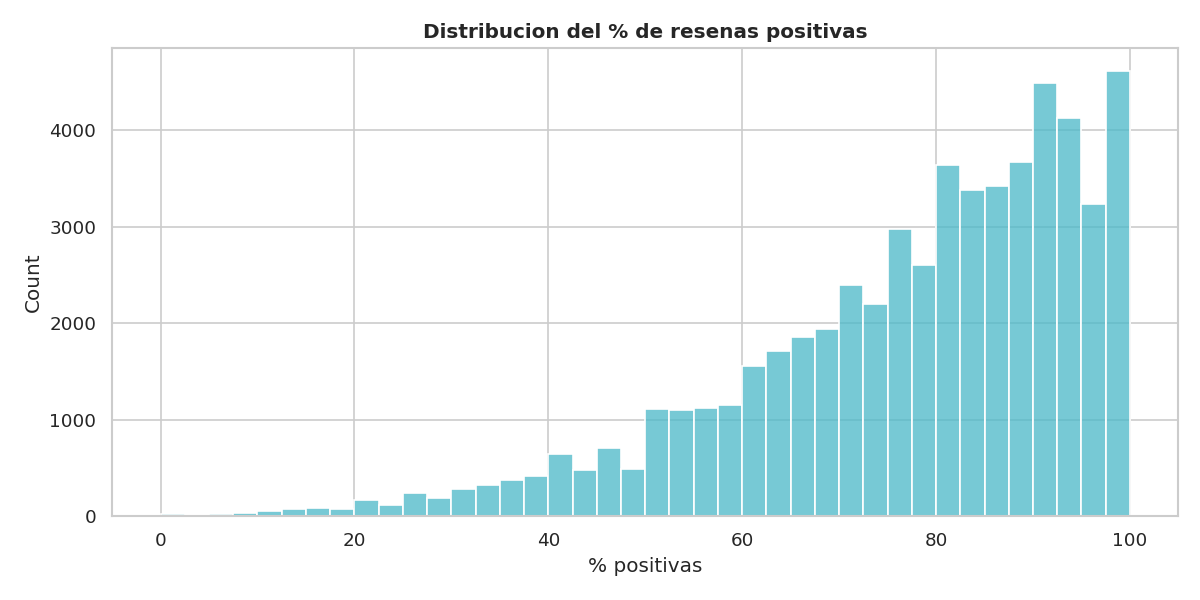 Distribucion del % de resenas positivas
Count
4000
3000
2000
1000
0
0 20 40 60 80 100
% positivas